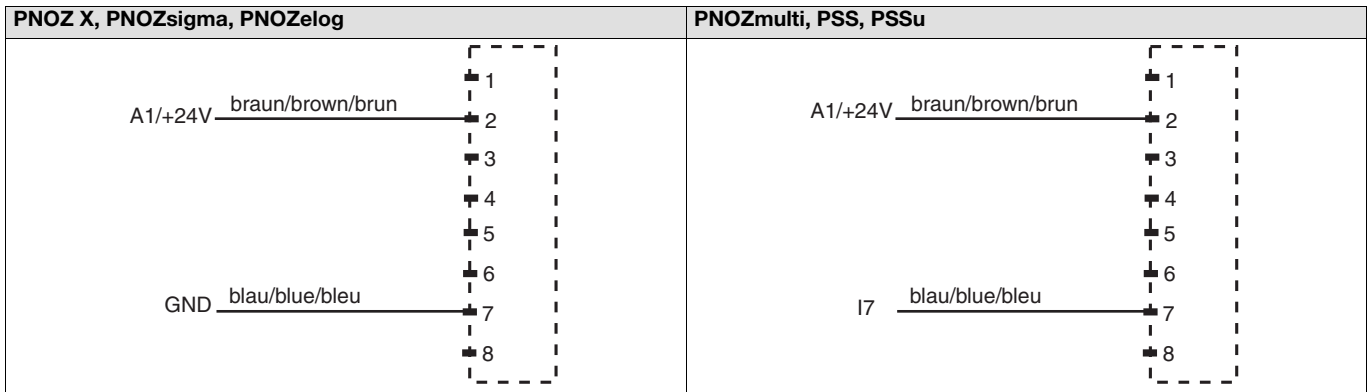 PNOZ X, PNOZsigma, PNOZelog
1
A1/+24V braun/brown/brun 2
3
4
5
6
GND blau/blue/bleu 7
8
PNOZmulti, PSS, PSSu
1
A1/+24V braun/brown/brun 2
3
4
5
6
I7 blau/blue/bleu 7
8